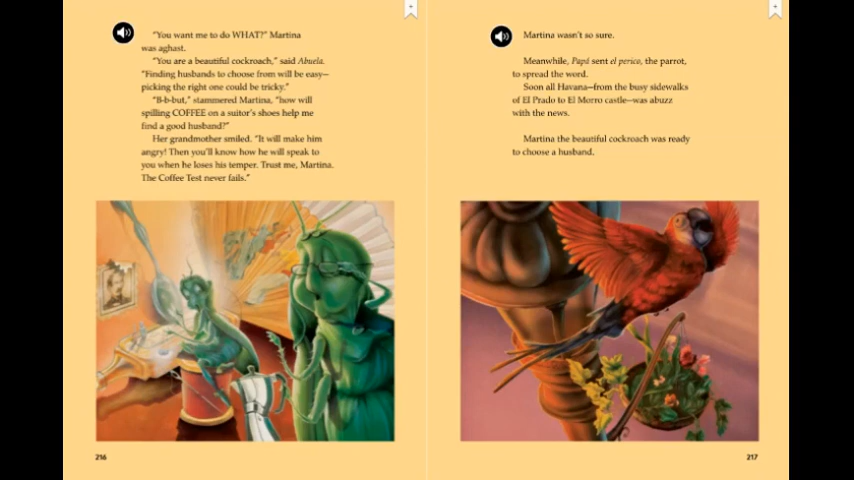 "You want me to do WHAT?" Martina
was aghast.
"You are a beautiful cockroach," said Abuela.
"Finding husbands to choose from will be easy—
picking the right one could be tricky."
"B-b-but," stammered Martina, "how will
spilling COFFEE on a suitor's shoes help me
find a good husband?"
Her grandmother smiled. "It will make him
angry! Then you'll know how he will speak to
you when he loses his temper. Trust me, Martina.
The Coffee Test never fails."
216
Martina wasn't so sure.
Meanwhile, Papá sent el perico, the parrot,
to spread the word.
Soon all Havana—from the busy sidewalks
of El Prado to El Morro castle—was abuzz
with the news.
Martina the beautiful cockroach was ready
to choose a husband.
217